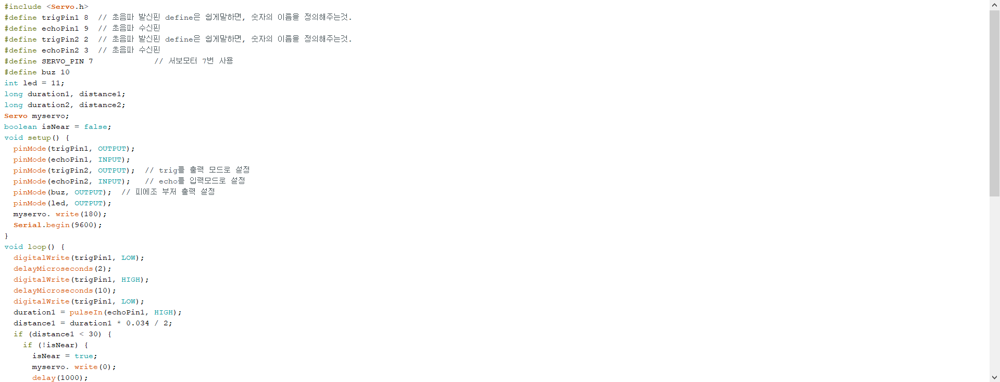 #include <Servo.h>
#define trigPin1 8  // 초음파 발신핀 define은 쉽게말하면, 숫자의 이름을 정의해주는것.
#define echoPin1 9  // 초음파 수신핀
#define trigPin2 2  // 초음파 발신핀 define은 쉽게말하면, 숫자의 이름을 정의해주는것.
#define echoPin2 3  // 초음파 수신핀
#define SERVO_PIN 7             // 서보모터 7번 사용
#define buz 10
int led = 11;
long duration1, distance1;
long duration2, distance2;
Servo myservo;
boolean isNear = false;
void setup() {
  pinMode(trigPin1, OUTPUT);
  pinMode(echoPin1, INPUT);
  pinMode(trigPin2, OUTPUT);  // trig를 출력 모드로 설정
  pinMode(echoPin2, INPUT);   // echo를 입력모드로 설정
  pinMode(buz, OUTPUT);  // 피에조 부저 출력 설정
  pinMode(led, OUTPUT);
  myservo. write(180);
  Serial.begin(9600);
}
void loop() {
  digitalWrite(trigPin1, LOW);
  delayMicroseconds(2);
  digitalWrite(trigPin1, HIGH);
  delayMicroseconds(10);
  digitalWrite(trigPin1, LOW);
  duration1 = pulseIn(echoPin1, HIGH);
  distance1 = duration1 * 0.034 / 2;
  if (distance1 < 30) {
    if (!isNear) {
      isNear = true;
      myservo. write(0);
      delay(1000);